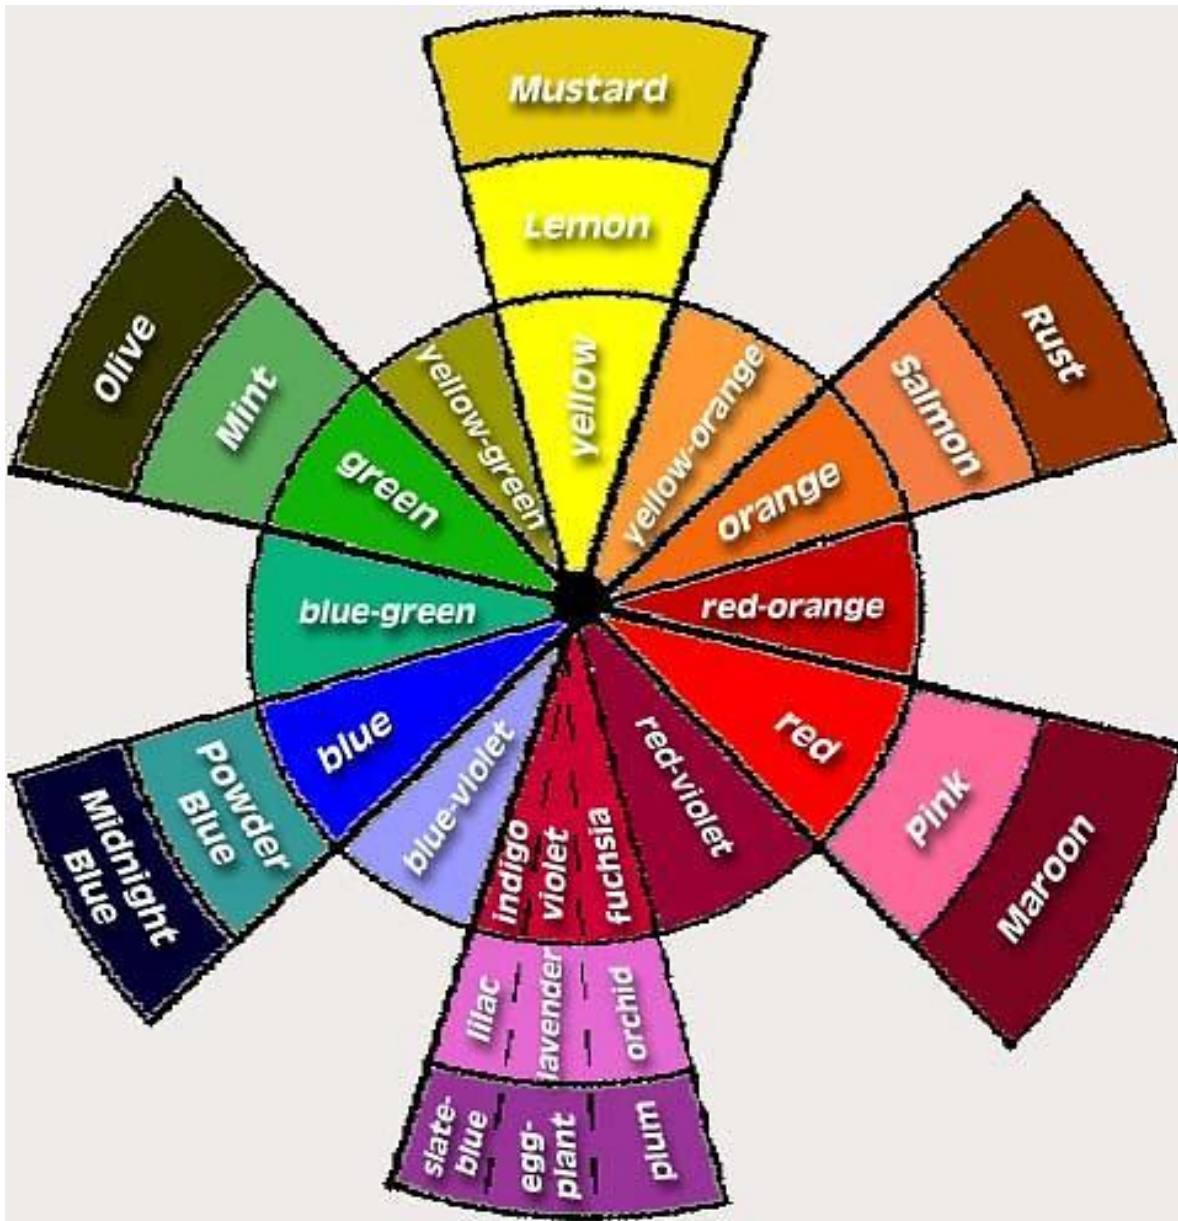 Mustard
Lemon
yellow
yellow-orange
orange
Salmon
Rust
red-orange
red
Pink
Maroon
red-violet
fuchsia
violet
indigo
orchid
lavender
lilac
plum
egg-
plant
slate-
blue
blue-violet
blue
Powder
Blue
Midnight
Blue
blue-green
green
Mint
Olive
yellow-green